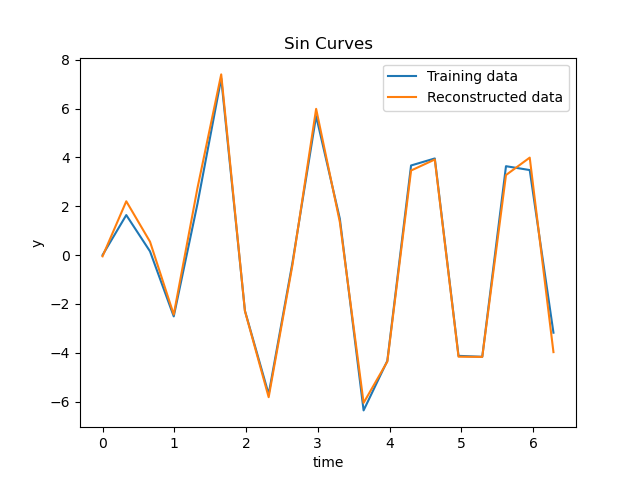 Sin Curves
Training data
Reconstructed data
y
8
6
4
2
0
−2
−4
−6
0 1 2 3 4 5 6
time